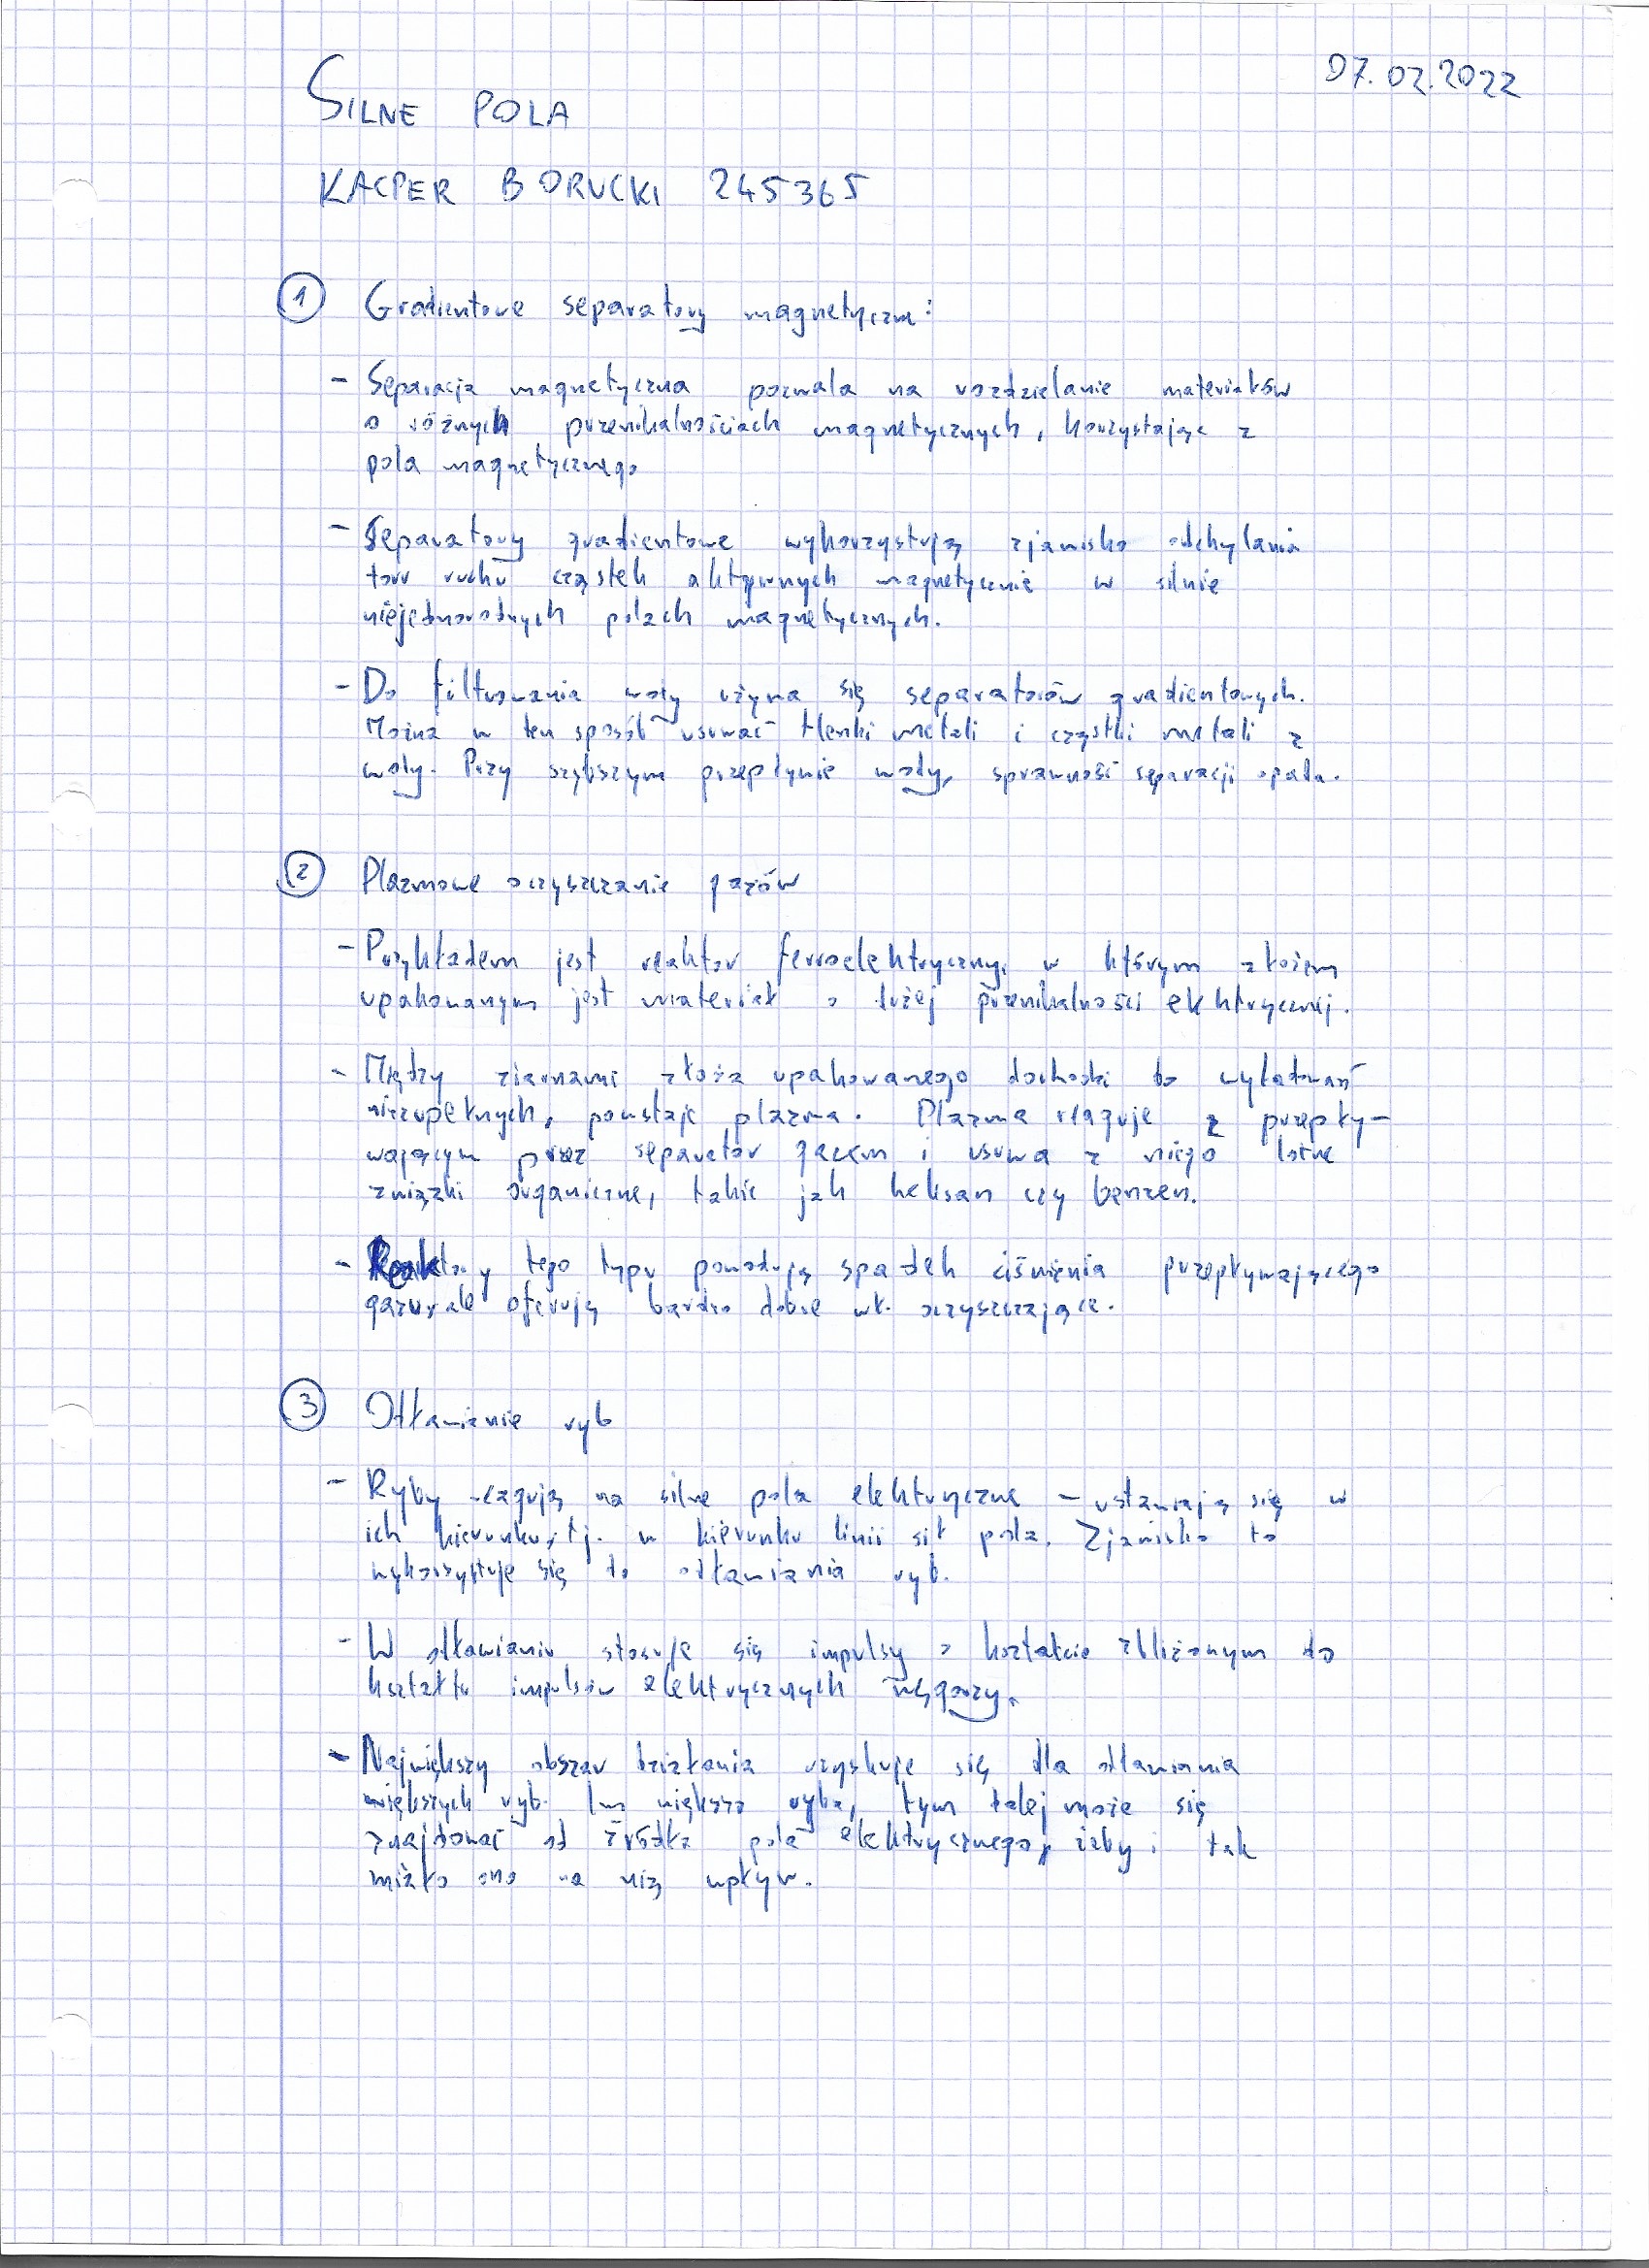 07.02.2022
SILNE POLA
KACPER BORUCKI 245365
1 Gradientowe separatory magnetyczne:
- Separacja magnetyczna pozwala na rozdzielanie materiałów
o różnych przenikalnościach magnetycznych, korzystając z
pola magnetycznego
- Separatory gradientowe wykorzystują zjawisko odchylania
toru ruchu cząstek aktywnych magnetycznie w silnie
niejednorodnych polach magnetycznych.
- Do filtrowania wody używa się separatorów gradientowych.
Można w ten sposób usuwać tlenki metali i cząstki metali z
wody. Przy szybszym przepływie wody, sprawność separacji spada.
2 Plazmowe oczyszczanie gazów
- Przykładem jest reaktor ferroelektryczny, w którym złożem
upakowanym jest materiał o dużej przenikalności elektrycznej.
- Między ziarnami złoża upakowanego dochodzi do wyładowań
niezupełnych, powstaje plazma. Plazma reaguje z przepły-
wającym przez separator gazem i usuwa z niego lotne
związki organiczne, takie jak heksan czy benzen.
- Reaktory tego typu powodują spadek ciśnienia przepływającego
gazu, ale oferują bardzo dobre wł. oczyszczające.
3 Odławianie ryb
- Ryby reagują na silne pola elektryczne - ustawiają się w
ich kierunku, tj. w kierunku linii sił pola. Zjawisko to
wykorzystuje się do odławiania ryb.
- W odławianiu stosuje się impulsy o kształcie zbliżonym do
kształtu impulsów elektrycznych węgorzy.
- Największy obszar działania uzyskuje się dla odławiania
większych ryb. Im większa ryba, tym dalej może się
znajdować od źródła pola elektrycznego, żeby i tak
miało ono na nią wpływ.